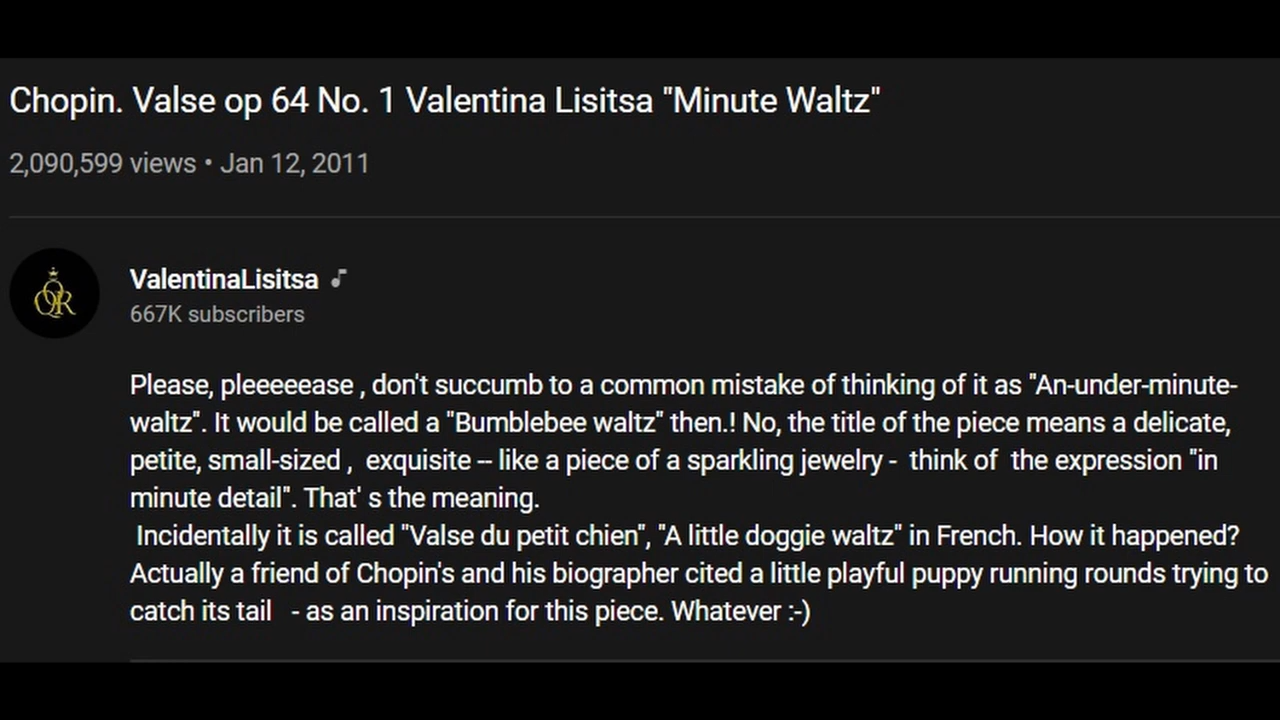 Chopin. Valse op 64 No. 1 Valentina Lisitsa "Minute Waltz"
2,090,599 views • Jan 12, 2011
QOR
ValentinaLisitsa
667K subscribers
Please, pleeeeease , don't succumb to a common mistake of thinking of it as "An-under-minute-
waltz". It would be called a "Bumblebee waltz" then.! No, the title of the piece means a delicate,
petite, small-sized ,  exquisite -- like a piece of a sparkling jewelry -  think of  the expression "in
minute detail". That' s the meaning.
Incidentally it is called "Valse du petit chien", "A little doggie waltz" in French. How it happened?
Actually a friend of Chopin's and his biographer cited a little playful puppy running rounds trying to
catch its tail   - as an inspiration for this piece. Whatever :-)